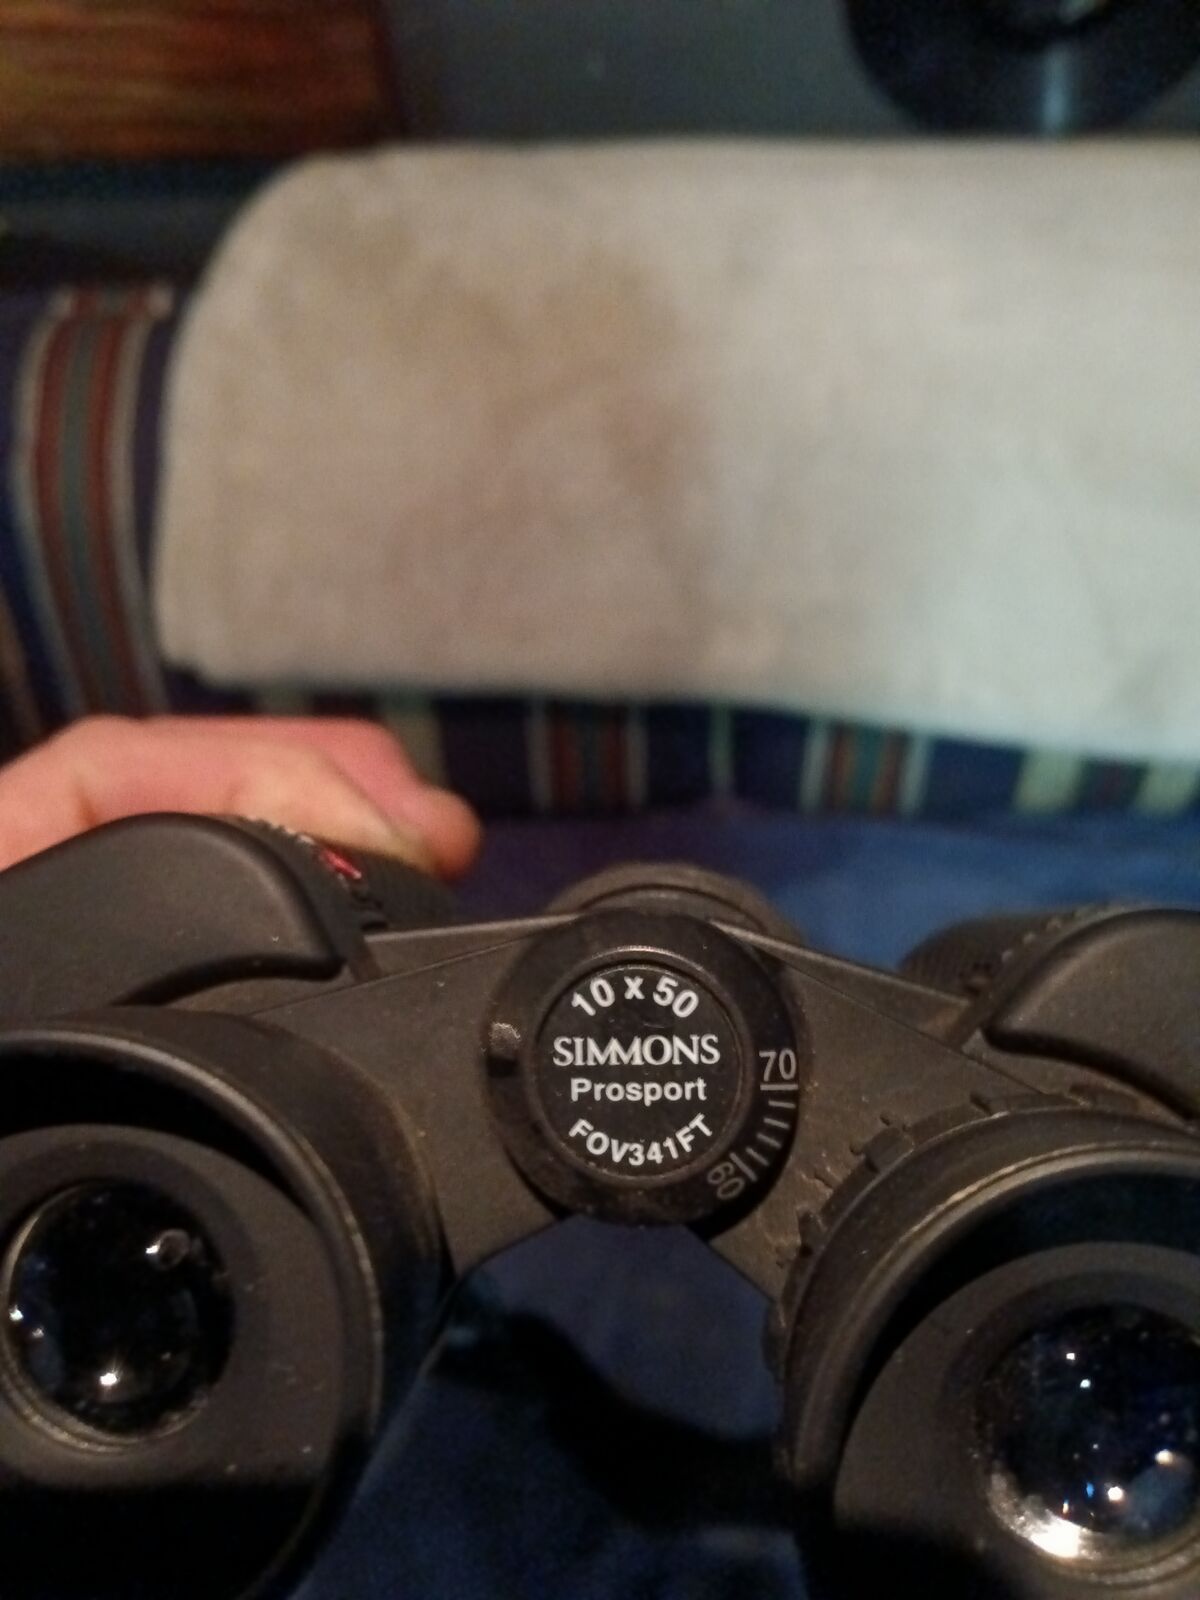 10 x 50
SIMMONS
Prosport
FOV341FT
70
60